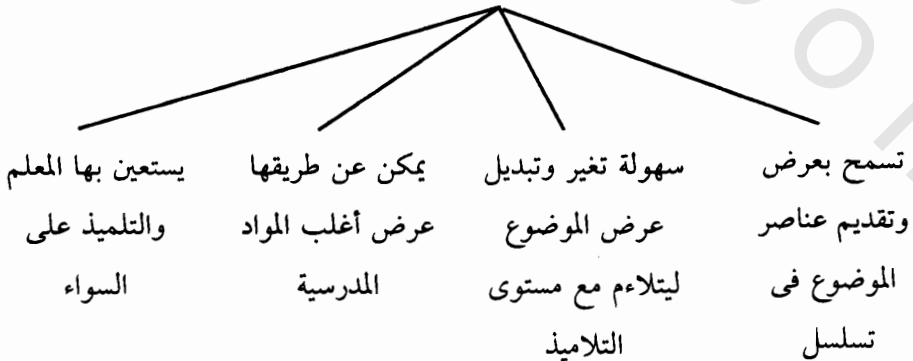 تسمح بعرض
وتقديم عناصر
الموضوع فى
تسلسل
سهولة تغير وتبديل
عرض الموضوع
ليتلاءم مع مستوى
التلاميذ
يمكن عن طريقها
عرض أغلب المواد
المدرسية
يستعين بها المعلم
والتلميذ على
السواء